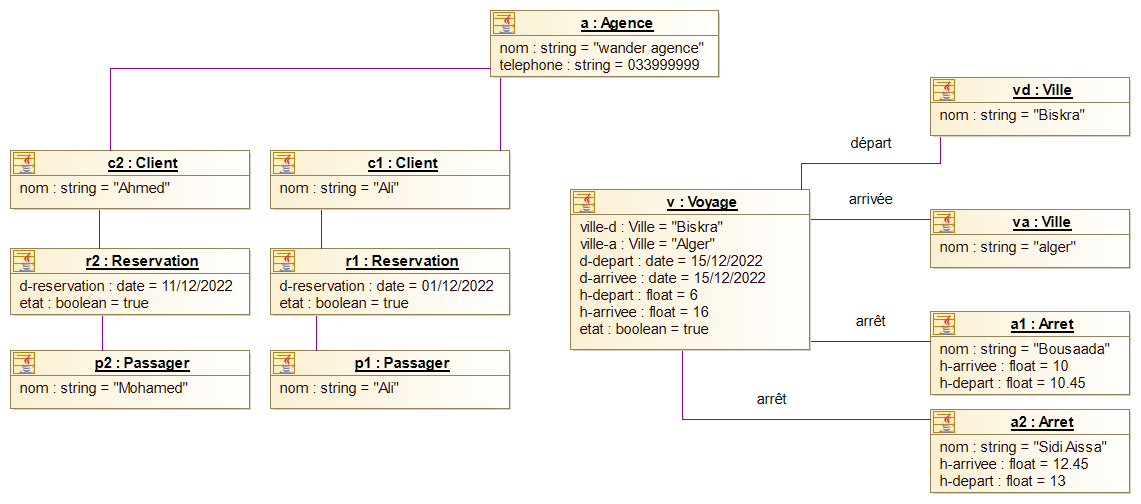 a : Agence
nom : string = "wander agence"
telephone : string = 033999999
c2 : Client
nom : string = "Ahmed"
c1 : Client
nom : string = "Ali"
r2 : Reservation
d-reservation : date = 11/12/2022
etat : boolean = true
r1 : Reservation
d-reservation : date = 01/12/2022
etat : boolean = true
p2 : Passager
nom : string = "Mohamed"
p1 : Passager
nom : string = "Ali"
v : Voyage
ville-d : Ville = "Biskra"
ville-a : Ville = "Alger"
d-depart : date = 15/12/2022
d-arrivee : date = 15/12/2022
h-depart : float = 6
h-arrivee : float = 16
etat : boolean = true
départ
vd : Ville
nom : string = "Biskra"
arrivée
va : Ville
nom : string = "alger"
arrêt
a1 : Arret
nom : string = "Bousaada"
h-arrivee : float = 10
h-depart : float = 10.45
arrêt
a2 : Arret
nom : string = "Sidi Aissa"
h-arrivee : float = 12.45
h-depart : float = 13